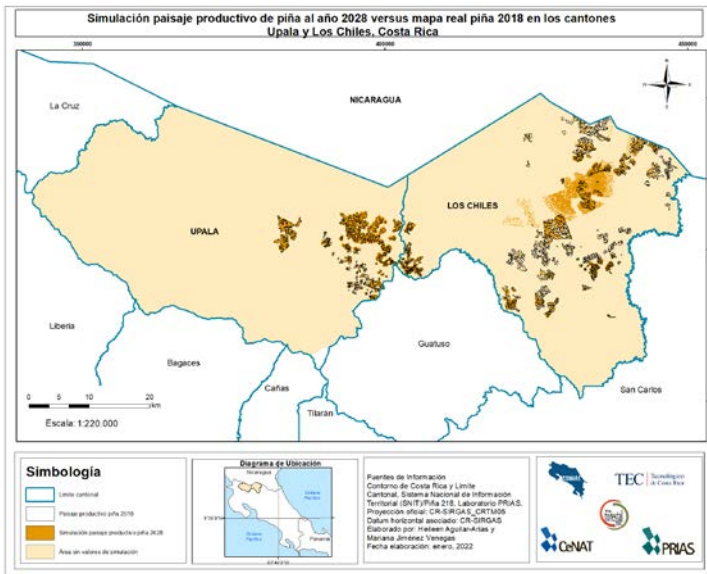 Simulación paisaje productivo de piña al año 2028 versus mapa real piña 2018 en los cantones
Upala y Los Chiles, Costa Rica
350000
400000
450000
NICARAGUA
La Cruz
LOS CHILES
UPALA
Liberia
Bagaces
Guatuso
Cañas
San Carlos
Tilarán
0 5 10 20
km
Escala: 1:220.000
Simbología
Límite cantonal
Paisaje productivo piña 2018
Simulación paisaje productivo piña 2028
Área sin valores de simulación
Diagrama de Ubicación
Nicaragua
Océano
Pacífico
Panamá
Fuentes de Información
Contorno de Costa Rica y Límite
Cantonal, Sistema Nacional de Información
Territorial (SNIT)/Piña 218, Laboratorio PRIAS,
Proyección oficial: CR-SIRGAS_CRTM05
Datum horizontal asociado: CR-SIRGAS
Elaborado por: Heileen Aguilar-Arias y
Mariana Jiménez Venegas
Fecha elaboración: enero, 2022
TEC Tecnológico
de Costa Rica
CeNAT
PRIAS